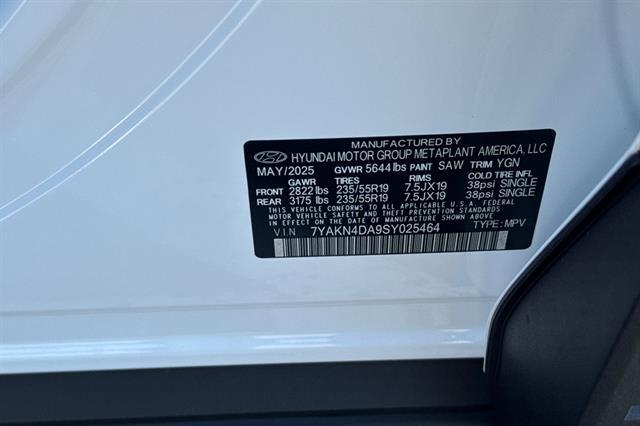 MANUFACTURED BY
HYUNDAI MOTOR GROUP METAPLANT AMERICA, LLC
MAY/2025 GVWR 5644 lbs PAINT SAW TRIM YGN
GAWR TIRES RIMS COLD TIRE INFL
FRONT 2822 lbs 235/55R19 7.5JX19 38psi SINGLE
REAR 3175 lbs 235/55R19 7.5JX19 38psi SINGLE
THIS VEHICLE CONFORMS TO ALL APPLICABLE U.S.A. FEDERAL
MOTOR VEHICLE SAFETY AND THEFT PREVENTION STANDARDS
IN EFFECT ON THE DATE OF MANUFACTURE SHOWN ABOVE.
V.I.N 7YAKN4DA9SY025464 TYPE: MPV